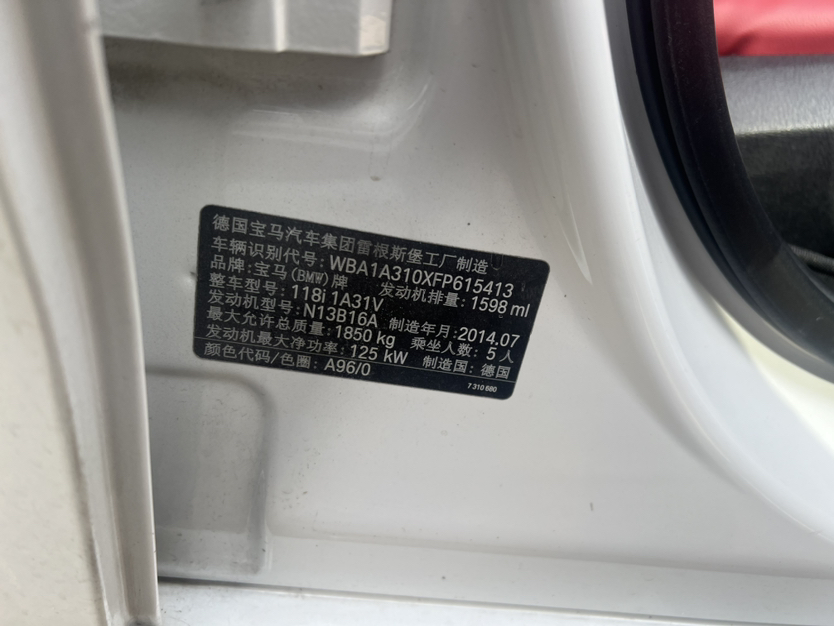 德国宝马汽车集团雷根斯堡工厂制造
车辆识别代号: WBA1A310XFP615413
品牌: 宝马(BMW)牌 发动机排量: 1598 ml
整车型号: 118i 1A31V
发动机型号: N13B16A 制造年月: 2014.07
最大允许总质量: 1850 kg 乘坐人数: 5 人
发动机最大净功率: 125 kW 制造国: 德国
颜色代码/色圈: A96/0
7 310 680